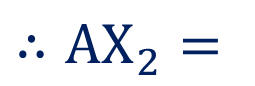 ∴ AX₂ =